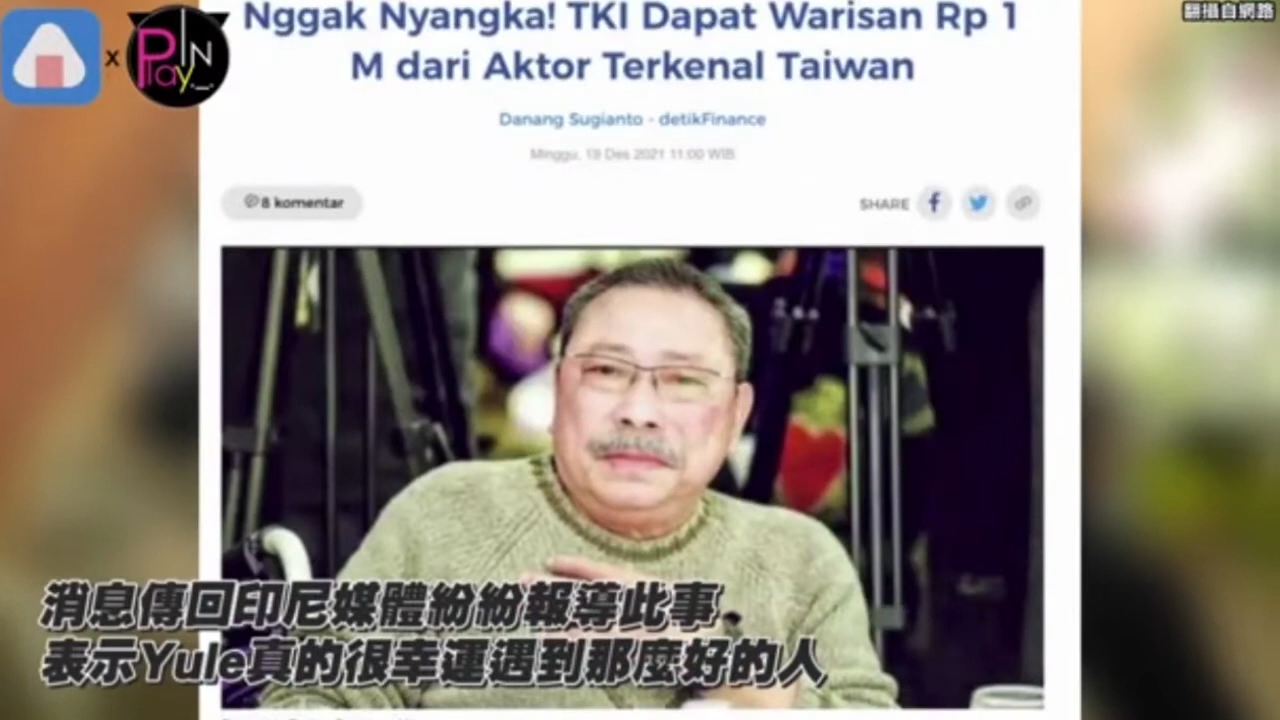 翻攝自網路
x
PlayIN
Nggak Nyangka! TKI Dapat Warisan Rp 1
M dari Aktor Terkenal Taiwan
Danang Sugianto - detikFinance
Minggu, 19 Des 2021 11:00 WIB
8 komentar
SHARE
消息傳回印尼媒體紛紛報導此事
表示Yule真的很幸運遇到那麼好的人